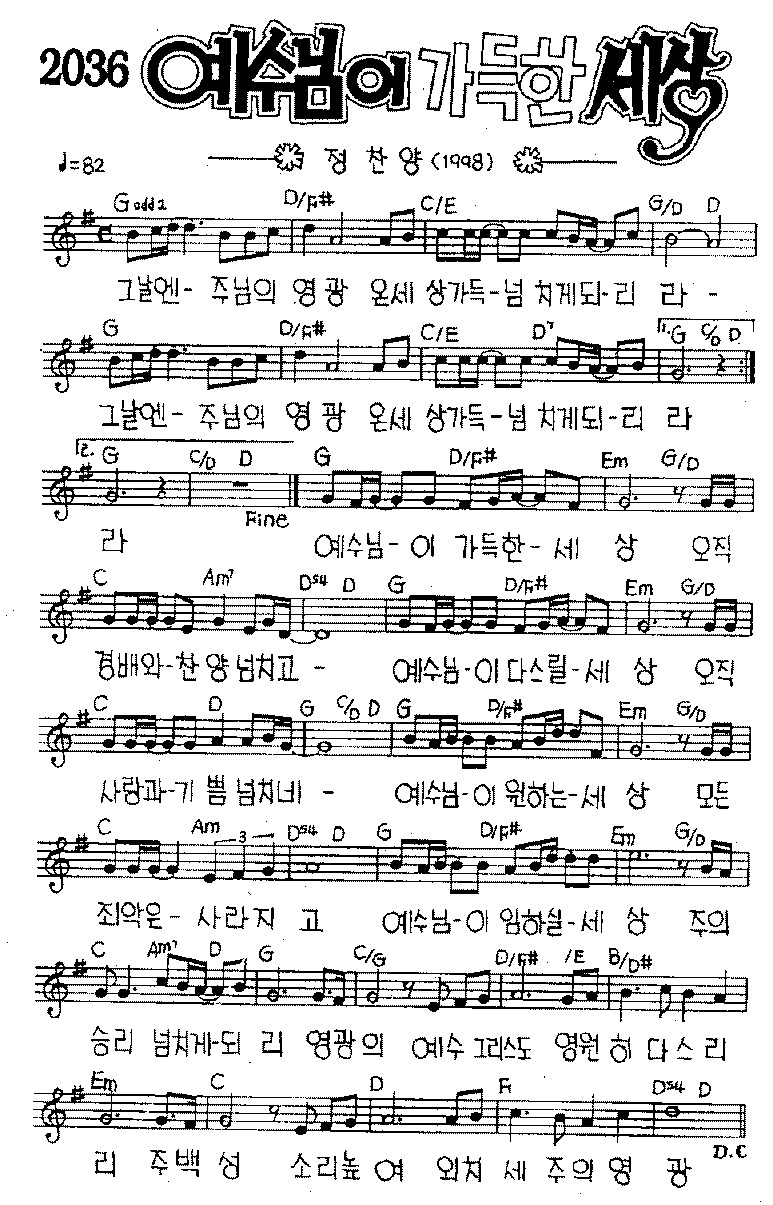 2036 예수님이 가득한 세상
♩=82 정 찬 양 (1998)
Gadd2 D/F# C/E G/D D
그날엔- 주님의 영 광 온세 상가득-넘 치게되-리 라 -
G D/F# C/E D7 1. G C/D D
그날엔- 주님의 영 광 온세 상가득-넘 치게되-리 라
2. G C/D D G D/F# Em G/D
Fine
라 예수님- 이 가득한- 세 상 오직
C Am7 Dsus4 D G D/F# Em G/D
경배와-찬 양 넘치고 - 예수님-이 다스릴-세 상 오직
C D G C/D D G D/F# Em G/D
사랑과-기 쁨 넘치네 - 예수님-이 원하는-세 상 모든
C Am 3 Dsus4 D G D/F# Em G/D
죄악은- 사라지 고 예수님-이 임하실-세 상 주의
C Am7 D G C/G D/F# /E B/D#
승리 넘치게-되 리 영광의 예수 그리스도 영원 히 다 스 리
Em C D F Dsus4 D
리 주백 성 소리높 여 외치 세 주의 영 광
D.C